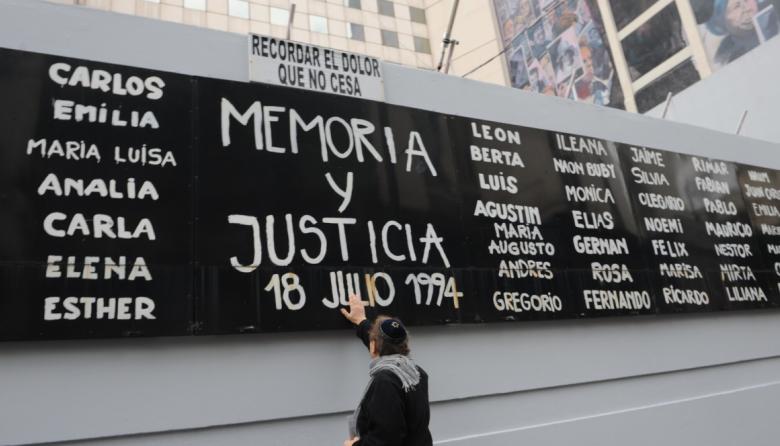 RECORDAR EL DOLOR
QUE NO CESA
CARLOS
EMILIA
MARIA LUISA
ANALIA
CARLA
ELENA
ESTHER
MEMORIA
Y
JUSTICIA
18 JULIO 1994
LEON
BERTA
LUIS
AGUSTIM
MARIA
AUGUSTO
ANDRES
GREGORIO
ILEANA
NAON BUBY
MONICA
ELIAS
GERMAN
ROSA
FERNANDO
JAIME
SILVIA
OLEGARIO
NOEMI
FELIX
MARISA
RICARDO
RIMAR
FABIAN
PABLO
MAURICIO
NESTOR
MIRTA
LILIANA